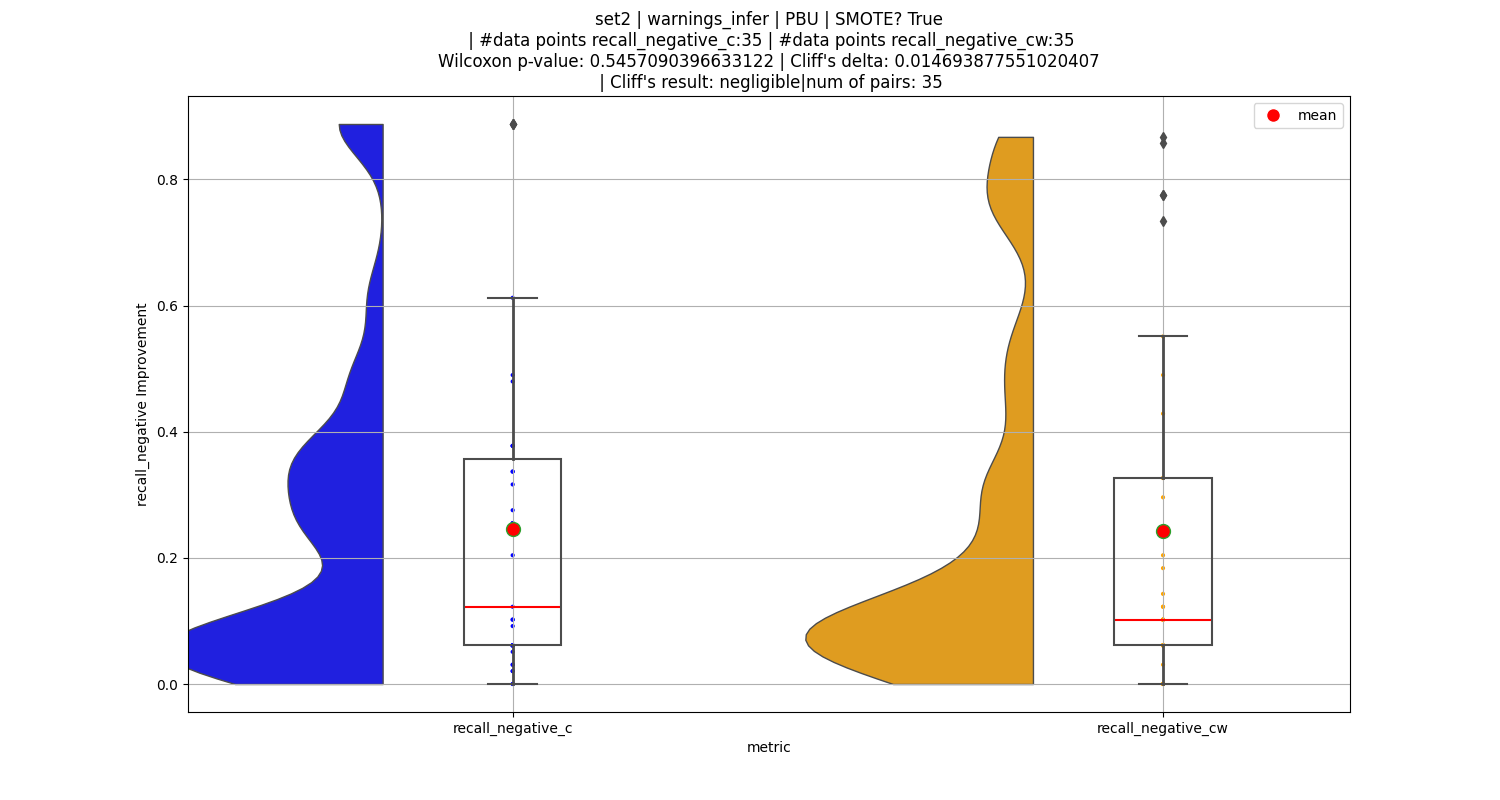 set2 | warnings_infer | PBU | SMOTE? True
| #data points recall_negative_c:35 | #data points recall_negative_cw:35
Wilcoxon p-value: 0.5457090396633122 | Cliff's delta: 0.014693877551020407
| Cliff's result: negligible|num of pairs: 35
mean
0.8
0.6
0.4
0.2
0.0
recall_negative Improvement
recall_negative_c
recall_negative_cw
metric